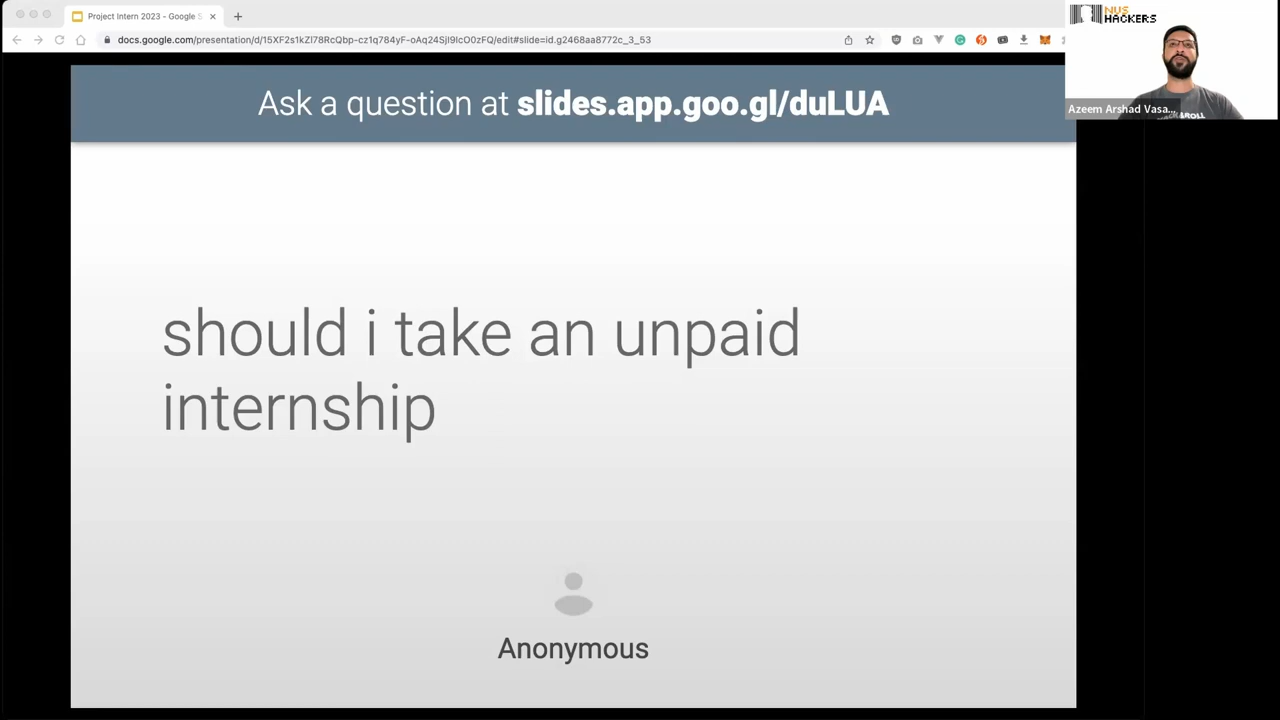 Project Intern 2023 - Google S
docs.google.com/presentation/d/15XF2s1kZl78RcQbp-cz1q784yF-oAq24SjI9IcO0zFQ/edit#slide=id.g2468aa8772c_3_53
NUS
HACKERS
Azeem Arshad Vasa...
Ask a question at slides.app.goo.gl/duLUA
should i take an unpaid
internship
Anonymous